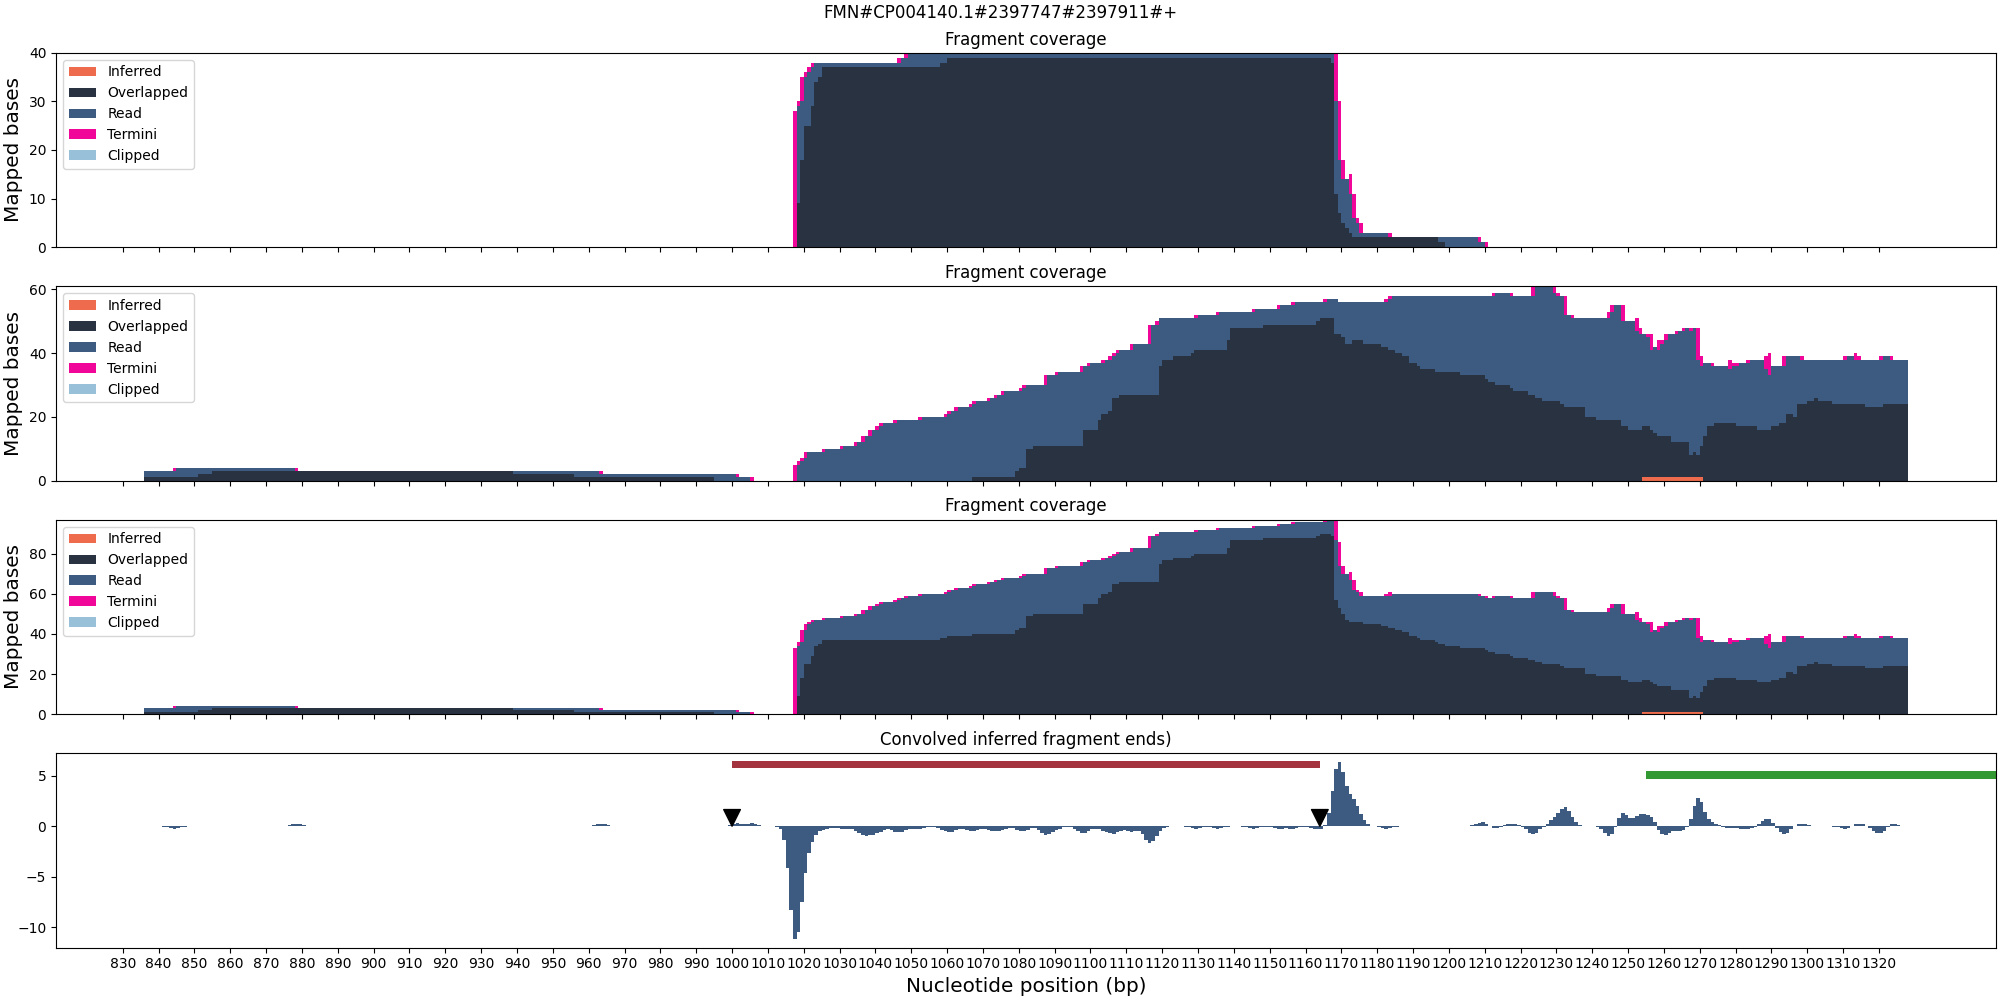 FMN#CP004140.1#2397747#2397911#+
Fragment coverage
Mapped bases
40
30
20
10
0
Inferred
Overlapped
Read
Termini
Clipped
Fragment coverage
Mapped bases
60
40
20
0
Inferred
Overlapped
Read
Termini
Clipped
Fragment coverage
Mapped bases
80
60
40
20
0
Inferred
Overlapped
Read
Termini
Clipped
Convolved inferred fragment ends)
5
0
−5
−10
830 840 850 860 870 880 890 900 910 920 930 940 950 960 970 980 990 1000 1010 1020 1030 1040 1050 1060 1070 1080 1090 1100 1110 1120 1130 1140 1150 1160 1170 1180 1190 1200 1210 1220 1230 1240 1250 1260 1270 1280 1290 1300 1310 1320
Nucleotide position (bp)